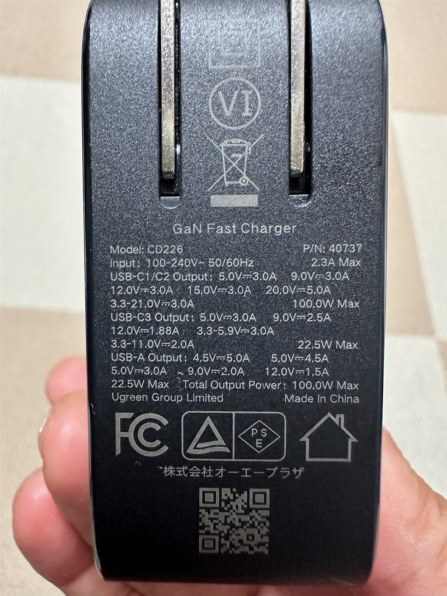 VI
GaN Fast Charger
Model: CD226 P/N: 40737
Input: 100-240V~ 50/60Hz 2.3A Max
USB-C1/C2 Output: 5.0V⎓3.0A 9.0V⎓3.0A
12.0V⎓3.0A 15.0V⎓3.0A 20.0V⎓5.0A
3.3-21.0V⎓3.0A 100.0W Max
USB-C3 Output: 5.0V⎓3.0A 9.0V⎓2.5A
12.0V⎓1.88A 3.3-5.9V⎓3.0A
3.3-11.0V⎓2.0A 22.5W Max
USB-A Output: 4.5V⎓5.0A 5.0V⎓4.5A
5.0V⎓3.0A 9.0V⎓2.0A 12.0V⎓1.5A
22.5W Max Total Output Power: 100.0W Max
Ugreen Group Limited Made In China
FC PSE
株式会社オーエープラザ